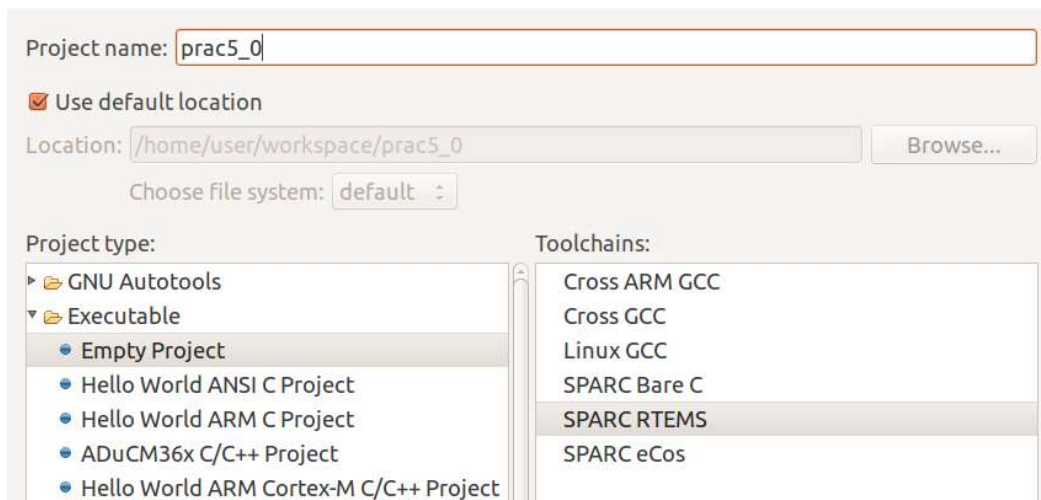 Project name: prac5_0
Use default location
Location: /home/user/workspace/prac5_0 Browse...
Choose file system: default
Project type:
GNU Autotools
Executable
Empty Project
Hello World ANSI C Project
Hello World ARM C Project
ADuCM36x C/C++ Project
Hello World ARM Cortex-M C/C++ Project
Toolchains:
Cross ARM GCC
Cross GCC
Linux GCC
SPARC Bare C
SPARC RTEMS
SPARC eCos